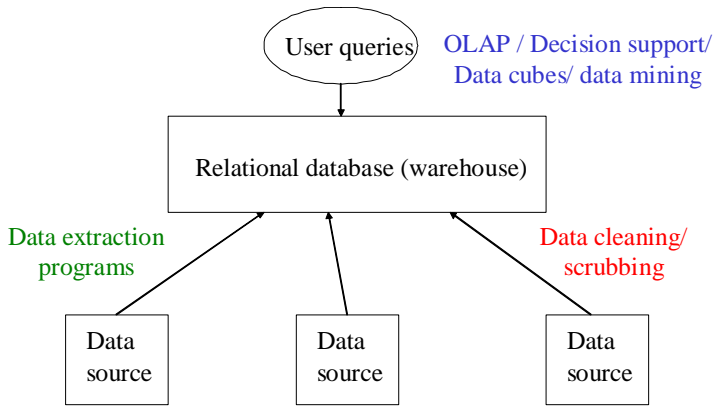 User queries
OLAP / Decision support/
Data cubes/ data mining
Relational database (warehouse)
Data extraction
programs
Data cleaning/
scrubbing
Data
source
Data
source
Data
source